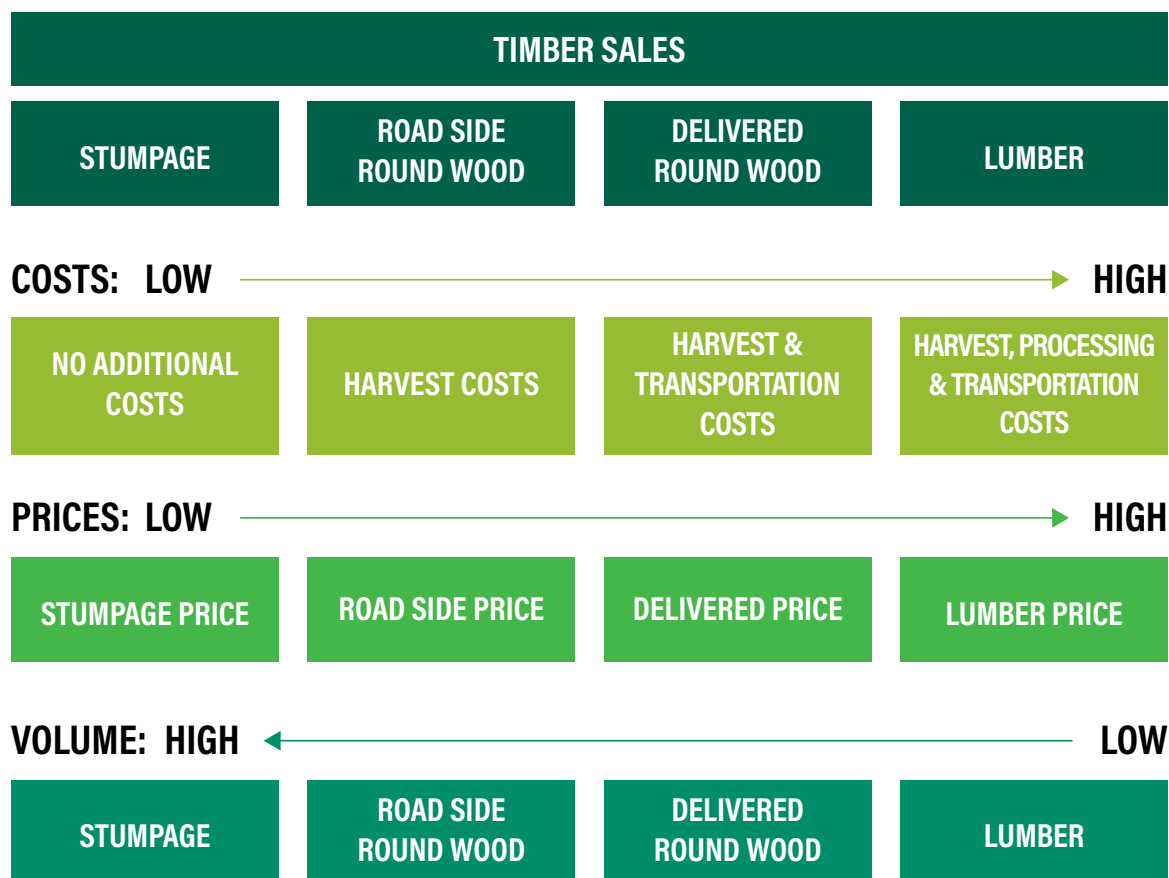 TIMBER SALES
STUMPAGE
ROAD SIDE
ROUND WOOD
DELIVERED
ROUND WOOD
LUMBER
COSTS: LOW HIGH
NO ADDITIONAL
COSTS
HARVEST COSTS
HARVEST &
TRANSPORTATION
COSTS
HARVEST, PROCESSING
& TRANSPORTATION
COSTS
PRICES: LOW HIGH
STUMPAGE PRICE
ROAD SIDE PRICE
DELIVERED PRICE
LUMBER PRICE
VOLUME: HIGH LOW
STUMPAGE
ROAD SIDE
ROUND WOOD
DELIVERED
ROUND WOOD
LUMBER